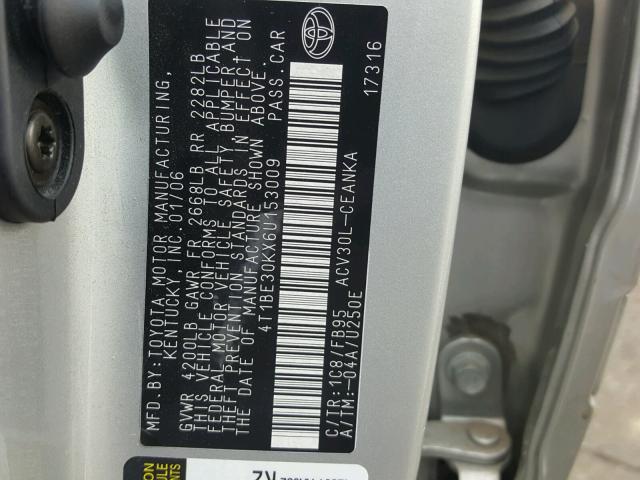 MFD.BY:TOYOTA MOTOR MANUFACTURING,
KENTUCKY, INC. 01/06
GVWR 4200LB GAWR FR 2668LB RR 2282LB
THIS VEHICLE CONFORMS TO ALL APPLICABLE
FEDERAL MOTOR VEHICLE SAFETY, BUMPER, AND
THEFT PREVENTION STANDARDS IN EFFECT ON
THE DATE OF MANUFACTURE SHOWN ABOVE.
4T1BE30KX6U153009 PASS.CAR
C/TR:1C8/FB95 ACV30L-CEANKA 17316
A/TM:-04A/U250E